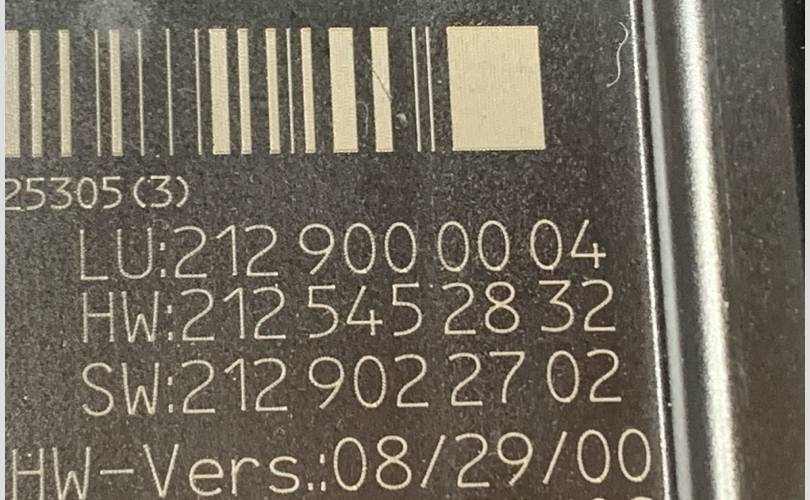 25305(3)
LU:212 900 00 04
HW:212 545 28 32
SW:212 902 27 02
HW-Vers.:08/29/00